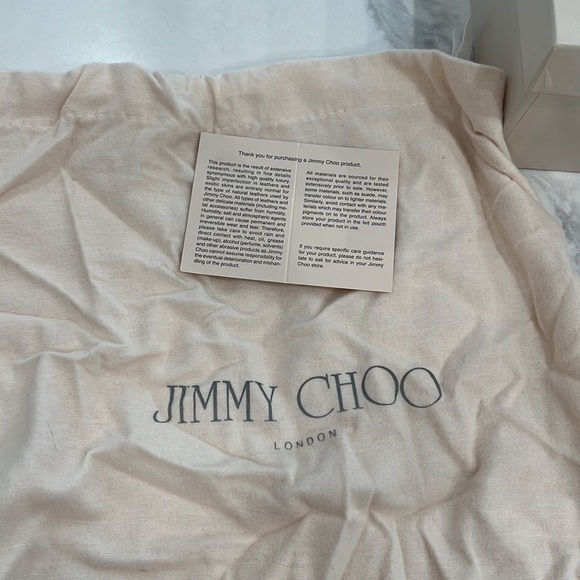 Thank you for purchasing a Jimmy Choo product.
This product is the result of extensive
research, resulting in fine details
synonymous with high quality luxury.
Slight imperfection in leathers and
exotic skins are entirely normal for
the type of natural leathers used by
Jimmy Choo. All types of leathers and
other delicate materials (including me-
tal accessories) suffer from humidity.
Humidity, salt and atmospheric agents
in general can cause permanent and
irreversible wear and tear. Therefore,
please take care to avoid rain and
direct contact with heat, oil, grease
(make-up), alcohol (perfume, solvents)
and other abrasive products as Jimmy
Choo cannot assume responsibility for
the eventual deterioration and mishan-
dling of the product.
All materials are sourced for their
exceptional quality and are tested
extensively prior to sale. However,
some materials, such as suede, may
transfer colour on to lighter materials.
Similarly, avoid contact with any ma-
terials which may transfer their colour
pigments on to the product. Always
store your product in the felt pouch
provided when not in use.
If you require specific care guidance
for your product, please do not hesi-
tate to ask for advice in your Jimmy
Choo store.
JIMMY CHOO
LONDON